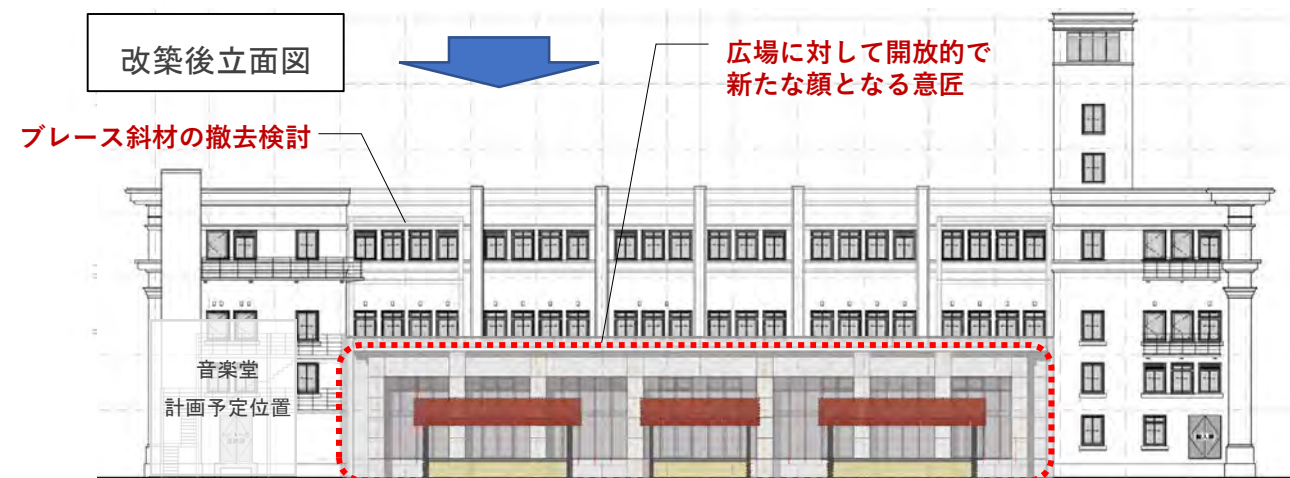 改築後立面図
広場に対して開放的で
新たな顔となる意匠
ブレース斜材の撤去検討
音楽堂
計画予定位置